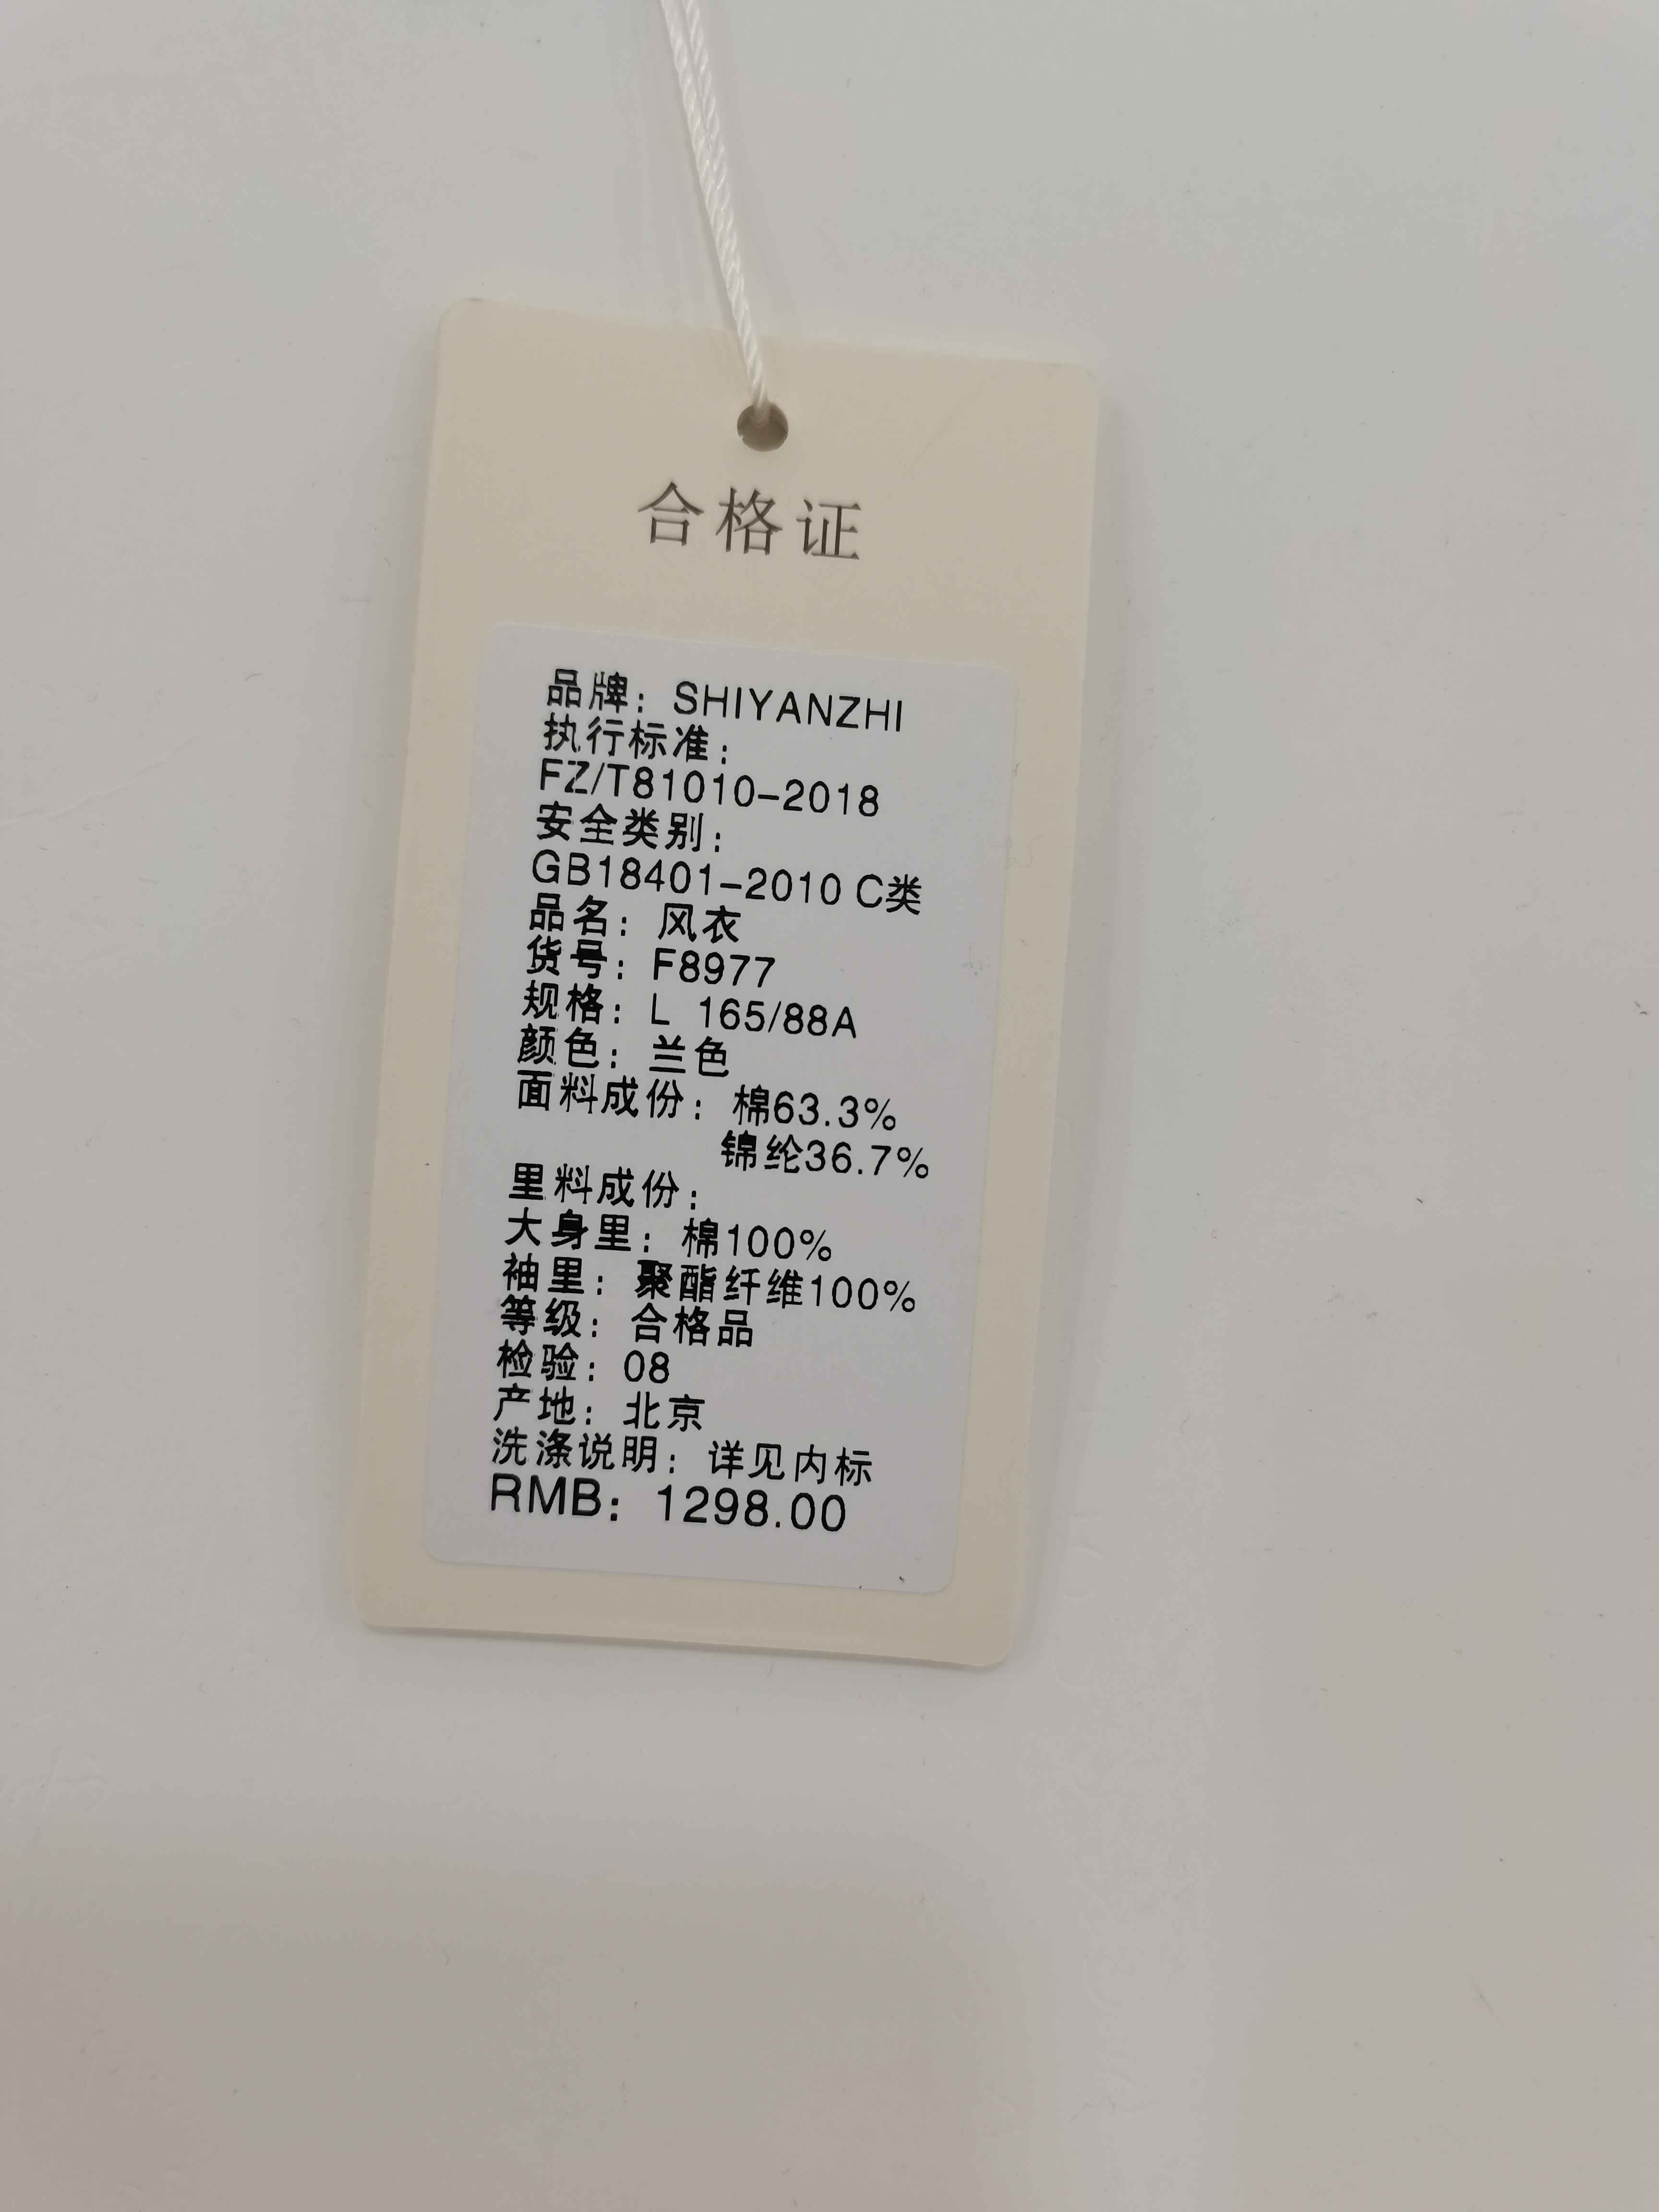 合格证
品牌：SHIYANZHI
执行标准：
FZ/T81010-2018
安全类别：
GB18401-2010 C类
品名：风衣
货号：F8977
规格：L 165/88A
颜色：兰色
面料成份：棉63.3%
锦纶36.7%
里料成份：
大身里：棉100%
袖里：聚酯纤维100%
等级：合格品
检验：08
产地：北京
洗涤说明：详见内标
RMB：1298.00